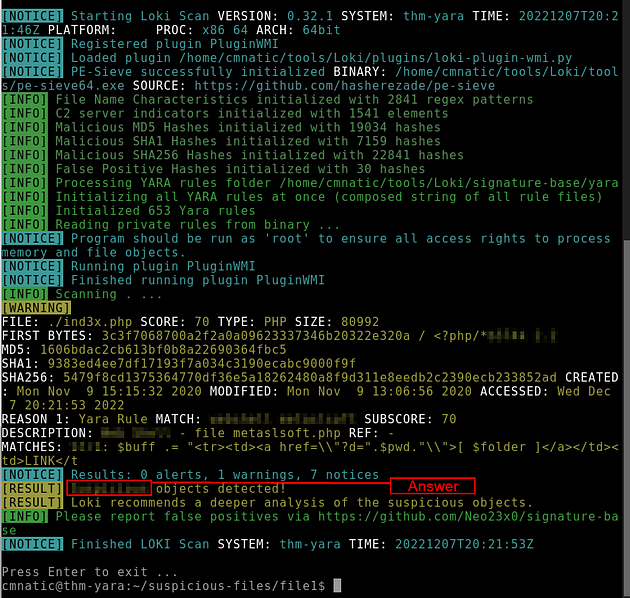 [NOTICE] Starting Loki Scan VERSION: 0.32.1 SYSTEM: thm-yara TIME: 20221207T20:2
1:46Z PLATFORM:     PROC: x86_64 ARCH: 64bit
[NOTICE] Registered plugin PluginWMI
[NOTICE] Loaded plugin /home/cmnatic/tools/Loki/plugins/loki-plugin-wmi.py
[NOTICE] PE-Sieve successfully initialized BINARY: /home/cmnatic/tools/Loki/tool
s/pe-sieve64.exe SOURCE: https://github.com/hasherezade/pe-sieve
[INFO] File Name Characteristics initialized with 2841 regex patterns
[INFO] C2 server indicators initialized with 1541 elements
[INFO] Malicious MD5 Hashes initialized with 19034 hashes
[INFO] Malicious SHA1 Hashes initialized with 7159 hashes
[INFO] Malicious SHA256 Hashes initialized with 22841 hashes
[INFO] False Positive Hashes initialized with 30 hashes
[INFO] Processing YARA rules folder /home/cmnatic/tools/Loki/signature-base/yara
[INFO] Initializing all YARA rules at once (composed string of all rule files)
[INFO] Initialized 653 Yara rules
[INFO] Reading private rules from binary ...
[NOTICE] Program should be run as 'root' to ensure all access rights to process
memory and file objects.
[NOTICE] Running plugin PluginWMI
[NOTICE] Finished running plugin PluginWMI
[INFO] Scanning . ...
[WARNING]
FILE: ./ind3x.php SCORE: 70 TYPE: PHP SIZE: 80992
FIRST_BYTES: 3c3f7068700a2f2a0a09623337346b20322e320a / <?php/*
MD5: 1606bdac2cb613bf0b8a22690364fbc5
SHA1: 9383ed4ee7df17193f7a034c3190ecabc9000f9f
SHA256: 5479f8cd1375364770df36e5a18262480a8f9d311e8eedb2c2390ecb233852ad CREATED
: Mon Nov  9 15:15:32 2020 MODIFIED: Mon Nov  9 13:06:56 2020 ACCESSED: Wed Dec
 7 20:21:53 2022
REASON_1: Yara Rule MATCH: SUBSCORE: 70
DESCRIPTION: - file metaslsoft.php REF: -
MATCHES: $buff .= "<tr><td><a href=\\"?d=".$pwd."\\">[ $folder ]</a></td><
td>LINK</t
[NOTICE] Results: 0 alerts, 1 warnings, 7 notices
[RESULT] objects detected! Answer
[RESULT] Loki recommends a deeper analysis of the suspicious objects.
[INFO] Please report false positives via https://github.com/Neo23x0/signature-ba
se
[NOTICE] Finished LOKI Scan SYSTEM: thm-yara TIME: 20221207T20:21:53Z
Press Enter to exit ...
cmnatic@thm-yara:~/suspicious-files/file1$